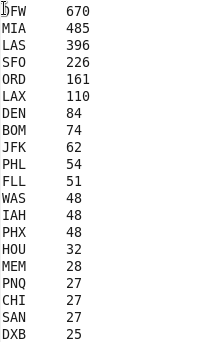 DFW 670
MIA 485
LAS 396
SFO 226
ORD 161
LAX 110
DEN 84
BOM 74
JFK 62
PHL 54
FLL 51
WAS 48
IAH 48
PHX 48
HOU 32
MEM 28
PNQ 27
CHI 27
SAN 27
DXB 25